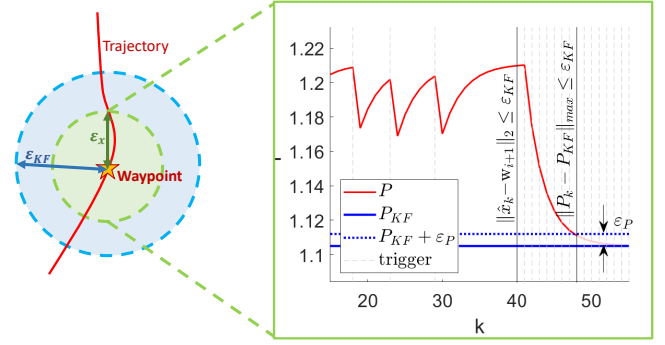 Trajectory
ε_x
ε_KF
Waypoint
1.22
1.2
1.18
1.16
1.14
1.12
1.1
20
30
40
50
k
‖x̂_k−w_{i+1}‖_2 ≤ ε_KF
‖P_k − P_KF‖_max ≤ ε_KF
ε_P
P
P_KF
P_KF + ε_P
trigger